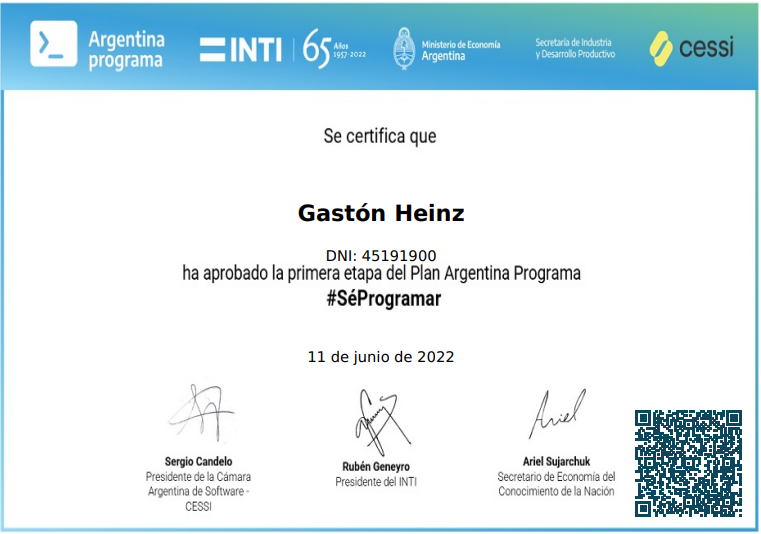 Argentina
programa
INTI
65 Años
1957-2022
Ministerio de Economía
Argentina
Secretaría de Industria
y Desarrollo Productivo
cessi
Se certifica que
Gastón Heinz
DNI: 45191900
ha aprobado la primera etapa del Plan Argentina Programa
#SéProgramar
11 de junio de 2022
Ariel
Sergio Candelo
Presidente de la Cámara
Argentina de Software -
CESSI
Rubén Geneyro
Presidente del INTI
Ariel Sujarchuk
Secretario de Economía del
Conocimiento de la Nación